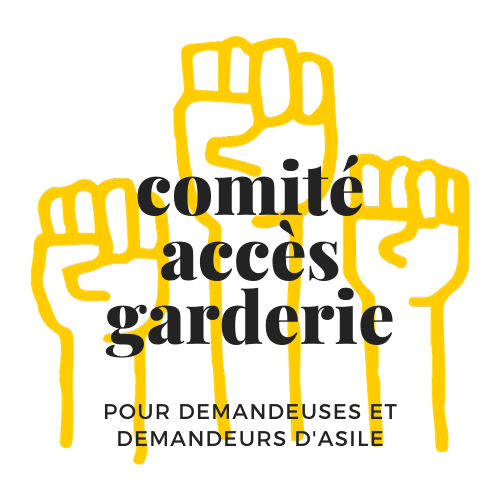 comité
accès
garderie
POUR DEMANDEUSES ET
DEMANDEURS D'ASILE